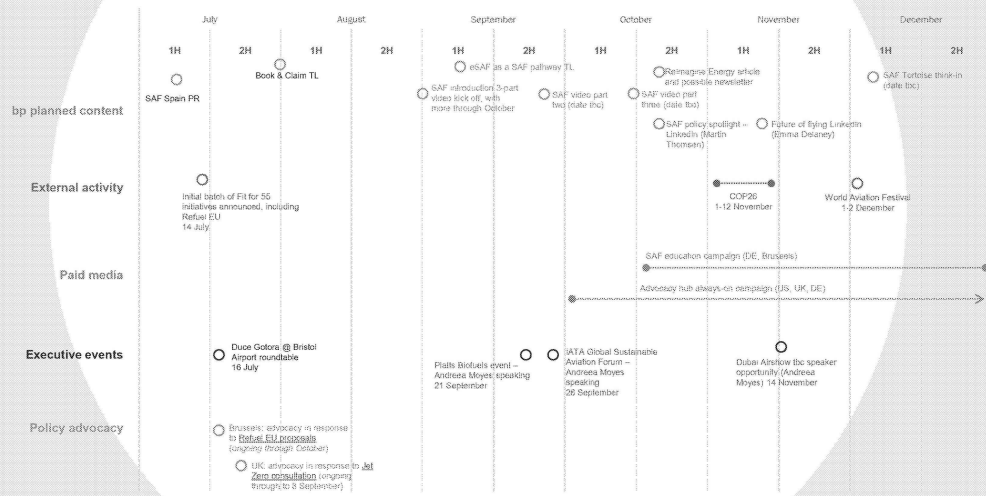 July August September October November December
1H 2H 1H 2H 1H 2H 1H 2H 1H 2H 1H 2H
bp planned content
SAF Spain PR
Book & Claim TL
eSAF as a SAF pathway TL
SAF introduction 3-part
video kick off, with
more through October
SAF video part
two (date tbc)
SAF video part
three (date tbc)
Reimagine Energy article
and possible newsletter
SAF policy spotlight –
LinkedIn (Martin
Thomsen)
Future of flying LinkedIn
(Emma Delaney)
SAF Tortoise think-in
(date tbc)
External activity
Initial batch of Fit for 55
initiatives announced, including
Refuel EU
14 July
COP26
1-12 November
World Aviation Festival
1-2 December
Paid media
SAF education campaign (DE, Brussels)
Advocacy hub always-on campaign (US, UK, DE)
Executive events
Duce Gotora @ Bristol
Airport roundtable
16 July
Platts Biofuels event –
Andreea Moyes speaking
21 September
IATA Global Sustainable
Aviation Forum –
Andreea Moyes
speaking
26 September
Dubai Airshow tbc speaker
opportunity (Andreea
Moyes) 14 November
Policy advocacy
Brussels: advocacy in response
to Refuel EU proposals
(ongoing through October)
UK: advocacy in response to Jet
Zero consultation (ongoing
through to 8 September)